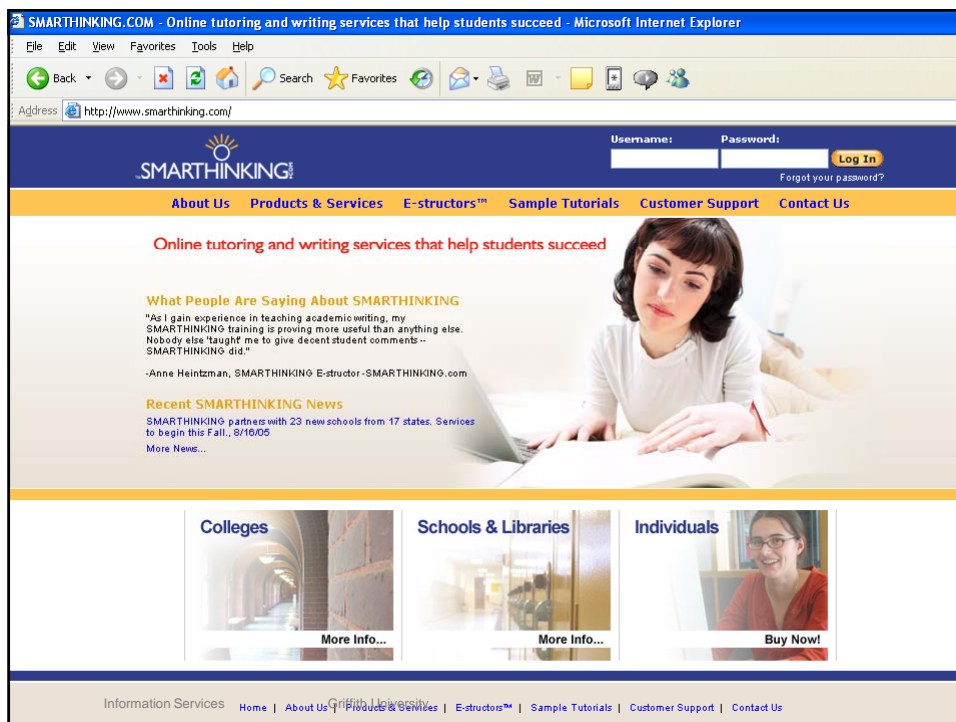 SMARTHINKING.COM - Online tutoring and writing services that help students succeed - Microsoft Internet Explorer
File Edit View Favorites Tools Help
Back Search Favorites
Address http://www.smarthinking.com/
Username: Password:
SMARTHINKING.COM
Log In
Forgot your password?
About Us Products & Services E-structors™ Sample Tutorials Customer Support Contact Us
Online tutoring and writing services that help students succeed
What People Are Saying About SMARTHINKING
"As I gain experience in teaching academic writing, my
SMARTHINKING training is proving more useful than anything else.
Nobody else 'taught' me to give decent student comments --
SMARTHINKING did."
-Anne Heintzman, SMARTHINKING E-structor -SMARTHINKING.com
Recent SMARTHINKING News
SMARTHINKING partners with 23 new schools from 17 states. Services
to begin this Fall., 8/16/05
More News...
Colleges Schools & Libraries Individuals
More Info... More Info... Buy Now!
Information Services Griffith University
Home | About Us | Products & Services | E-structors™ | Sample Tutorials | Customer Support | Contact Us